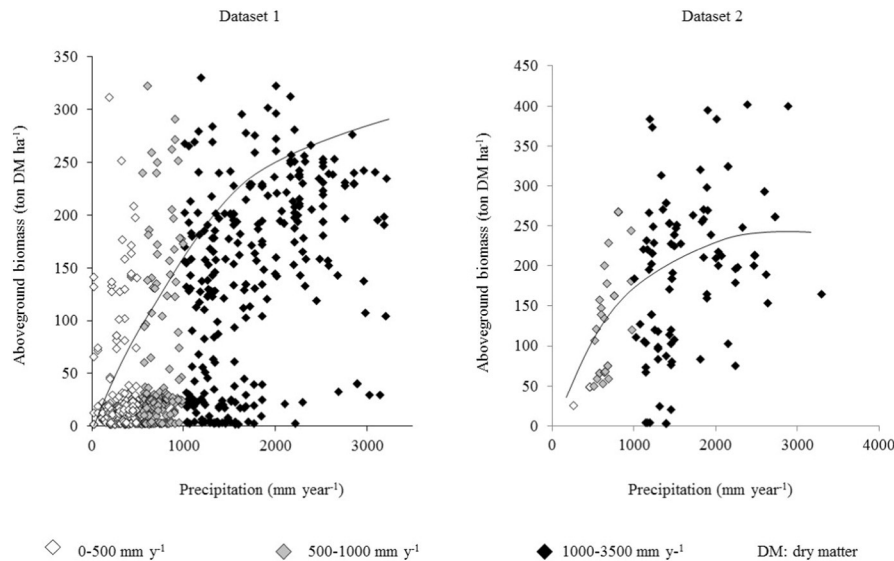 Dataset 1
350
300
250
200
150
100
50
0
0
1000
2000
3000
Aboveground biomass (ton DM ha⁻¹)
Precipitation (mm year⁻¹)
Dataset 2
450
400
350
300
250
200
150
100
50
0
0
1000
2000
3000
4000
Aboveground biomass (ton DM ha⁻¹)
Precipitation (mm year⁻¹)
0-500 mm y⁻¹
500-1000 mm y⁻¹
1000-3500 mm y-¹
DM: dry matter